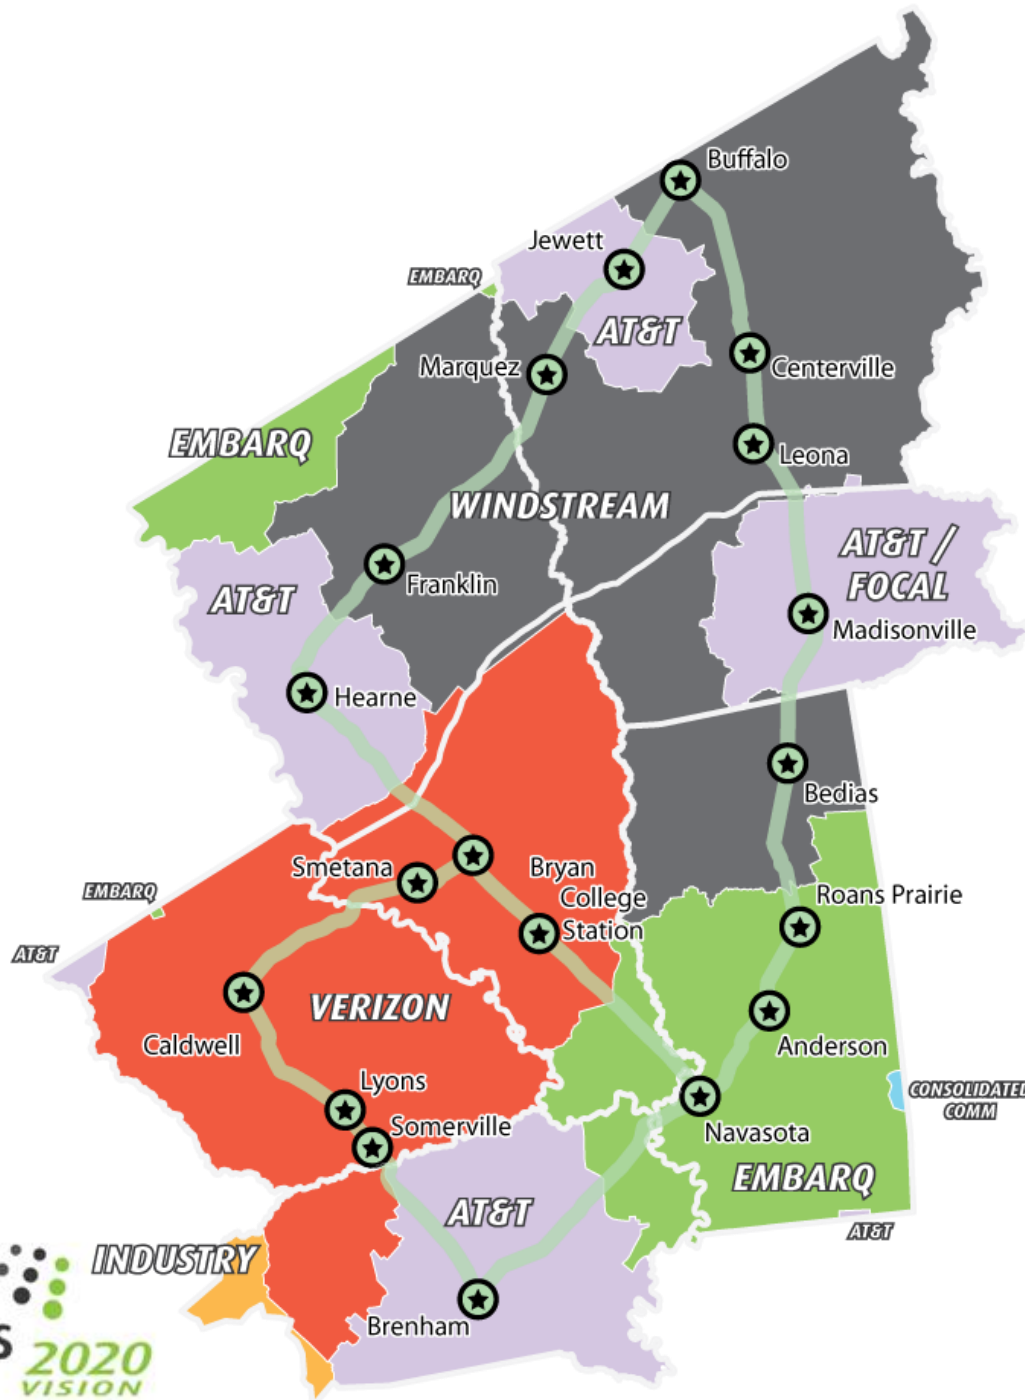 Buffalo
Jewett
EMBARQ
AT&T
Marquez
Centerville
EMBARQ
Leona
WINDSTREAM
AT&T /
FOCAL
Franklin
AT&T
Madisonville
Hearne
Bedias
Smetana
Bryan
College
Station
EMBARQ
Roans Prairie
AT&T
VERIZON
Caldwell
Anderson
Lyons
CONSOLIDATED
COMM
Somerville
Navasota
EMBARQ
AT&T
AT&T
INDUSTRY
Brenham
S
2020
VISION